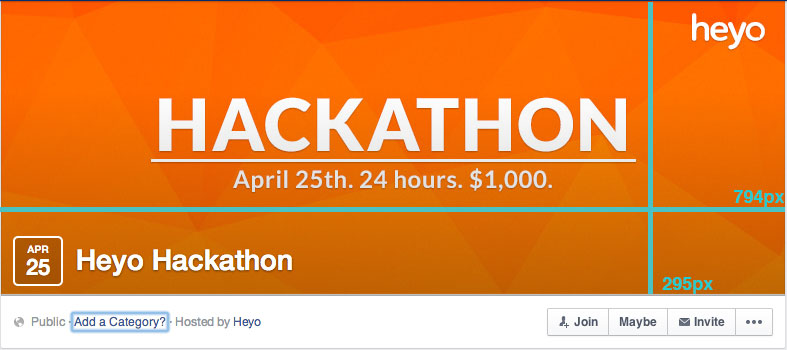 heyo
HACKATHON
April 25th. 24 hours. $1,000.
794px
APR
25
Heyo Hackathon
295px
Public · Add a Category? · Hosted by Heyo
Join
Maybe
Invite